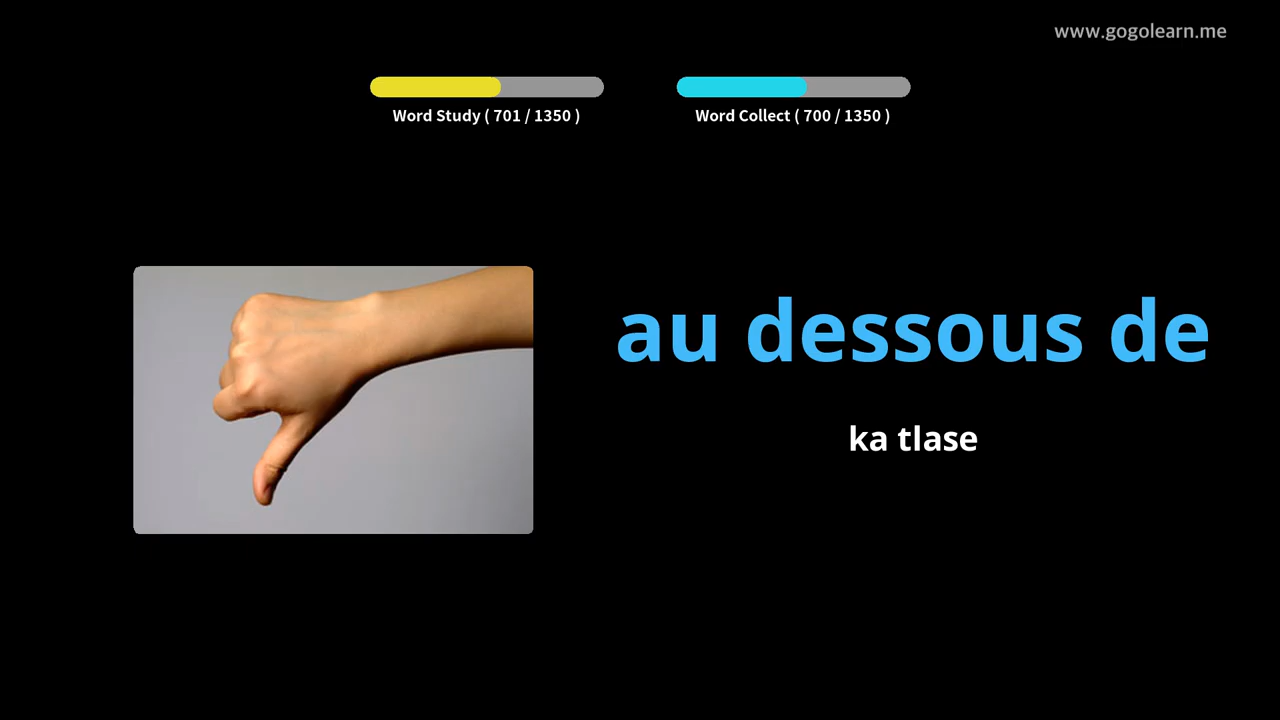 www.gogolearn.me
Word Study ( 701 / 1350 )
Word Collect ( 700 / 1350 )
au dessous de
ka tlase